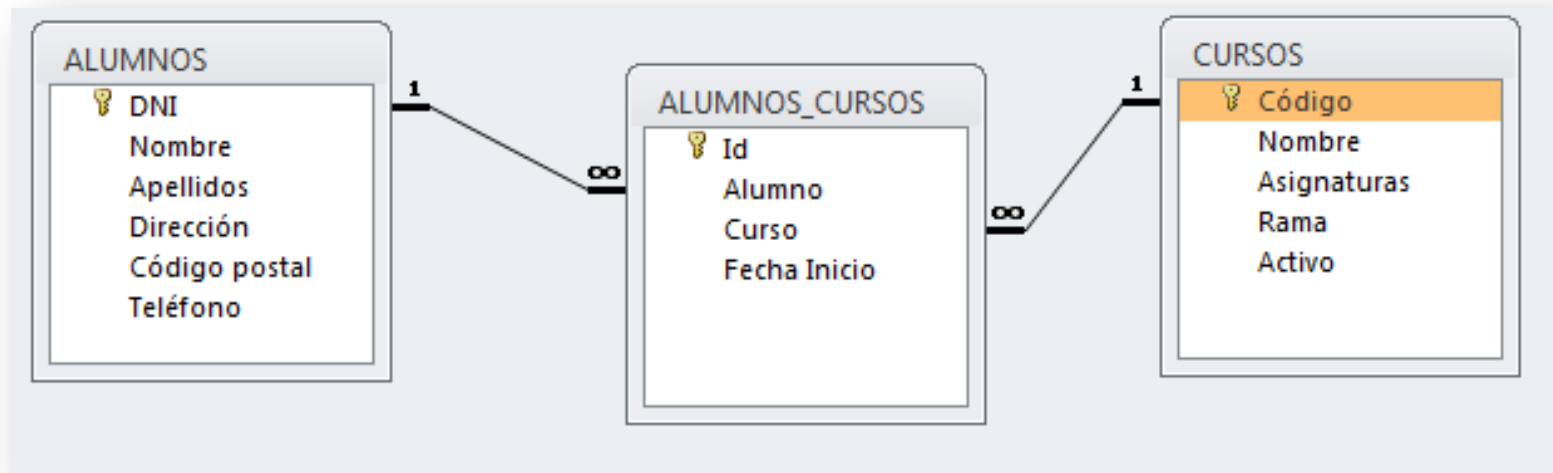 ALUMNOS
DNI
Nombre
Apellidos
Dirección
Código postal
Teléfono
1
∞
ALUMNOS_CURSOS
Id
Alumno
Curso
Fecha Inicio
∞
1
CURSOS
Código
Nombre
Asignaturas
Rama
Activo